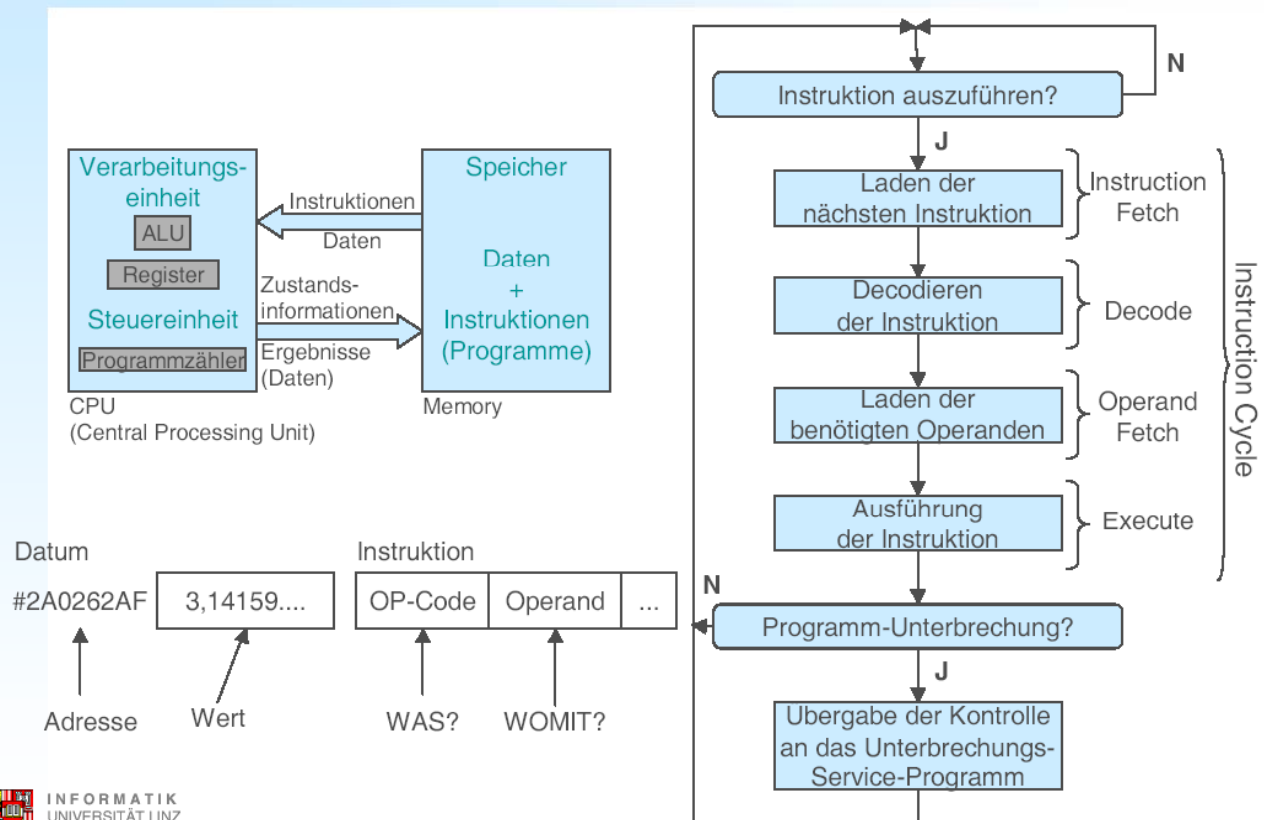 Verarbeitungs-
einheit
ALU
Register
Steuereinheit
Programmzähler
CPU
(Central Processing Unit)
Instruktionen
Daten
Zustands-
informationen
Ergebnisse
(Daten)
Speicher
Daten
+
Instruktionen
(Programme)
Memory
Datum
#2A0262AF
3,14159....
Adresse
Wert
Instruktion
OP-Code
Operand
...
WAS?
WOMIT?
N
Instruktion auszuführen?
J
Laden der
nächsten Instruktion
Instruction
Fetch
Decodieren
der Instruktion
Decode
Laden der
benötigten Operanden
Operand
Fetch
Ausführung
der Instruktion
Execute
Instruction Cycle
N
Programm-Unterbrechung?
J
Übergabe der Kontrolle
an das Unterbrechungs-
Service-Programm
INFORMATIK
UNIVERSITÄT LINZ